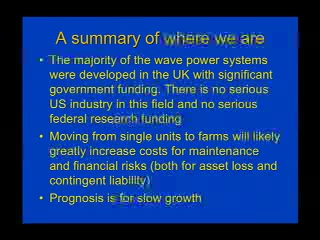 A summary of where we are
• The majority of the wave power systems
were developed in the UK with significant
government funding. There is no serious
US industry in this field and no serious
federal research funding
• Moving from single units to farms will likely
greatly increase costs for maintenance
and financial risks (both for asset loss and
contingent liability)
• Prognosis is for slow growth